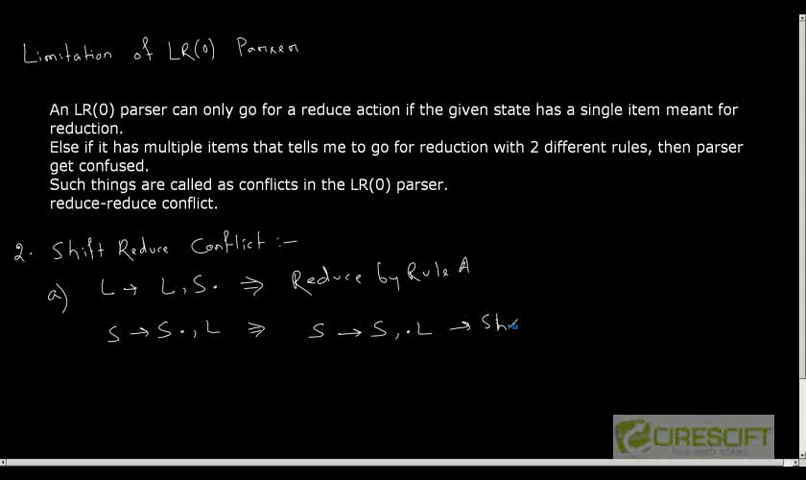 Limitation of LR(0) Parser
An LR(0) parser can only go for a reduce action if the given state has a single item meant for
reduction.
Else if it has multiple items that tells me to go for reduction with 2 different rules, then parser
get confused.
Such things are called as conflicts in the LR(0) parser.
reduce-reduce conflict.
2. Shift Reduce Conflict :-
a) L → L, S. ⇒ Reduce by Rule A
S → S ., L ⇒ S → S, . L → Sh
CIRESCIFT